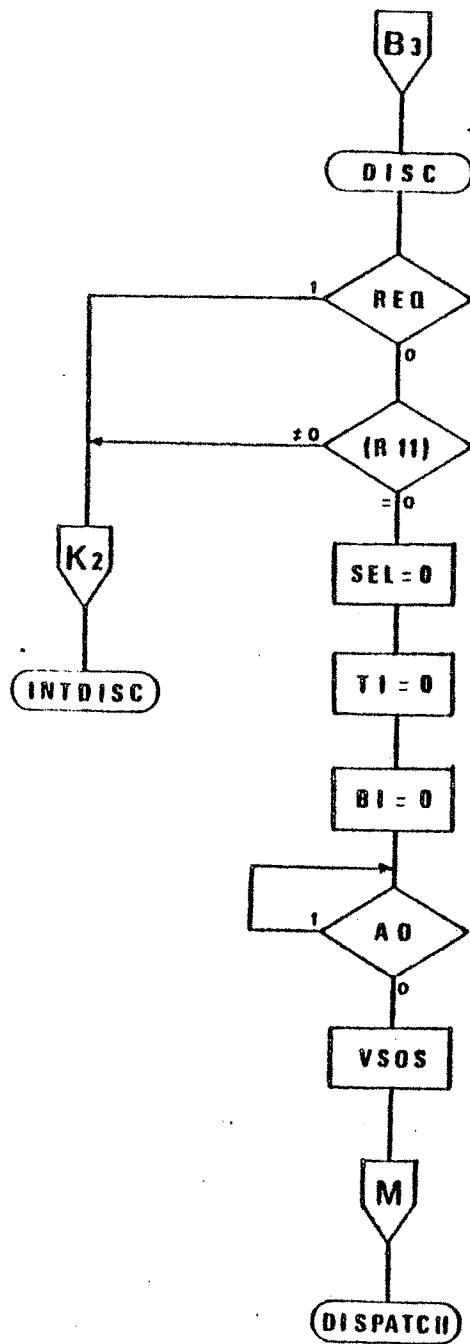 B3
DISC
1
REQ
0
≠0
(R 11)
= 0
K2
SEL = 0
INTDISC
TI = 0
BI = 0
1
AO
0
VSOS
M
DISPATCH